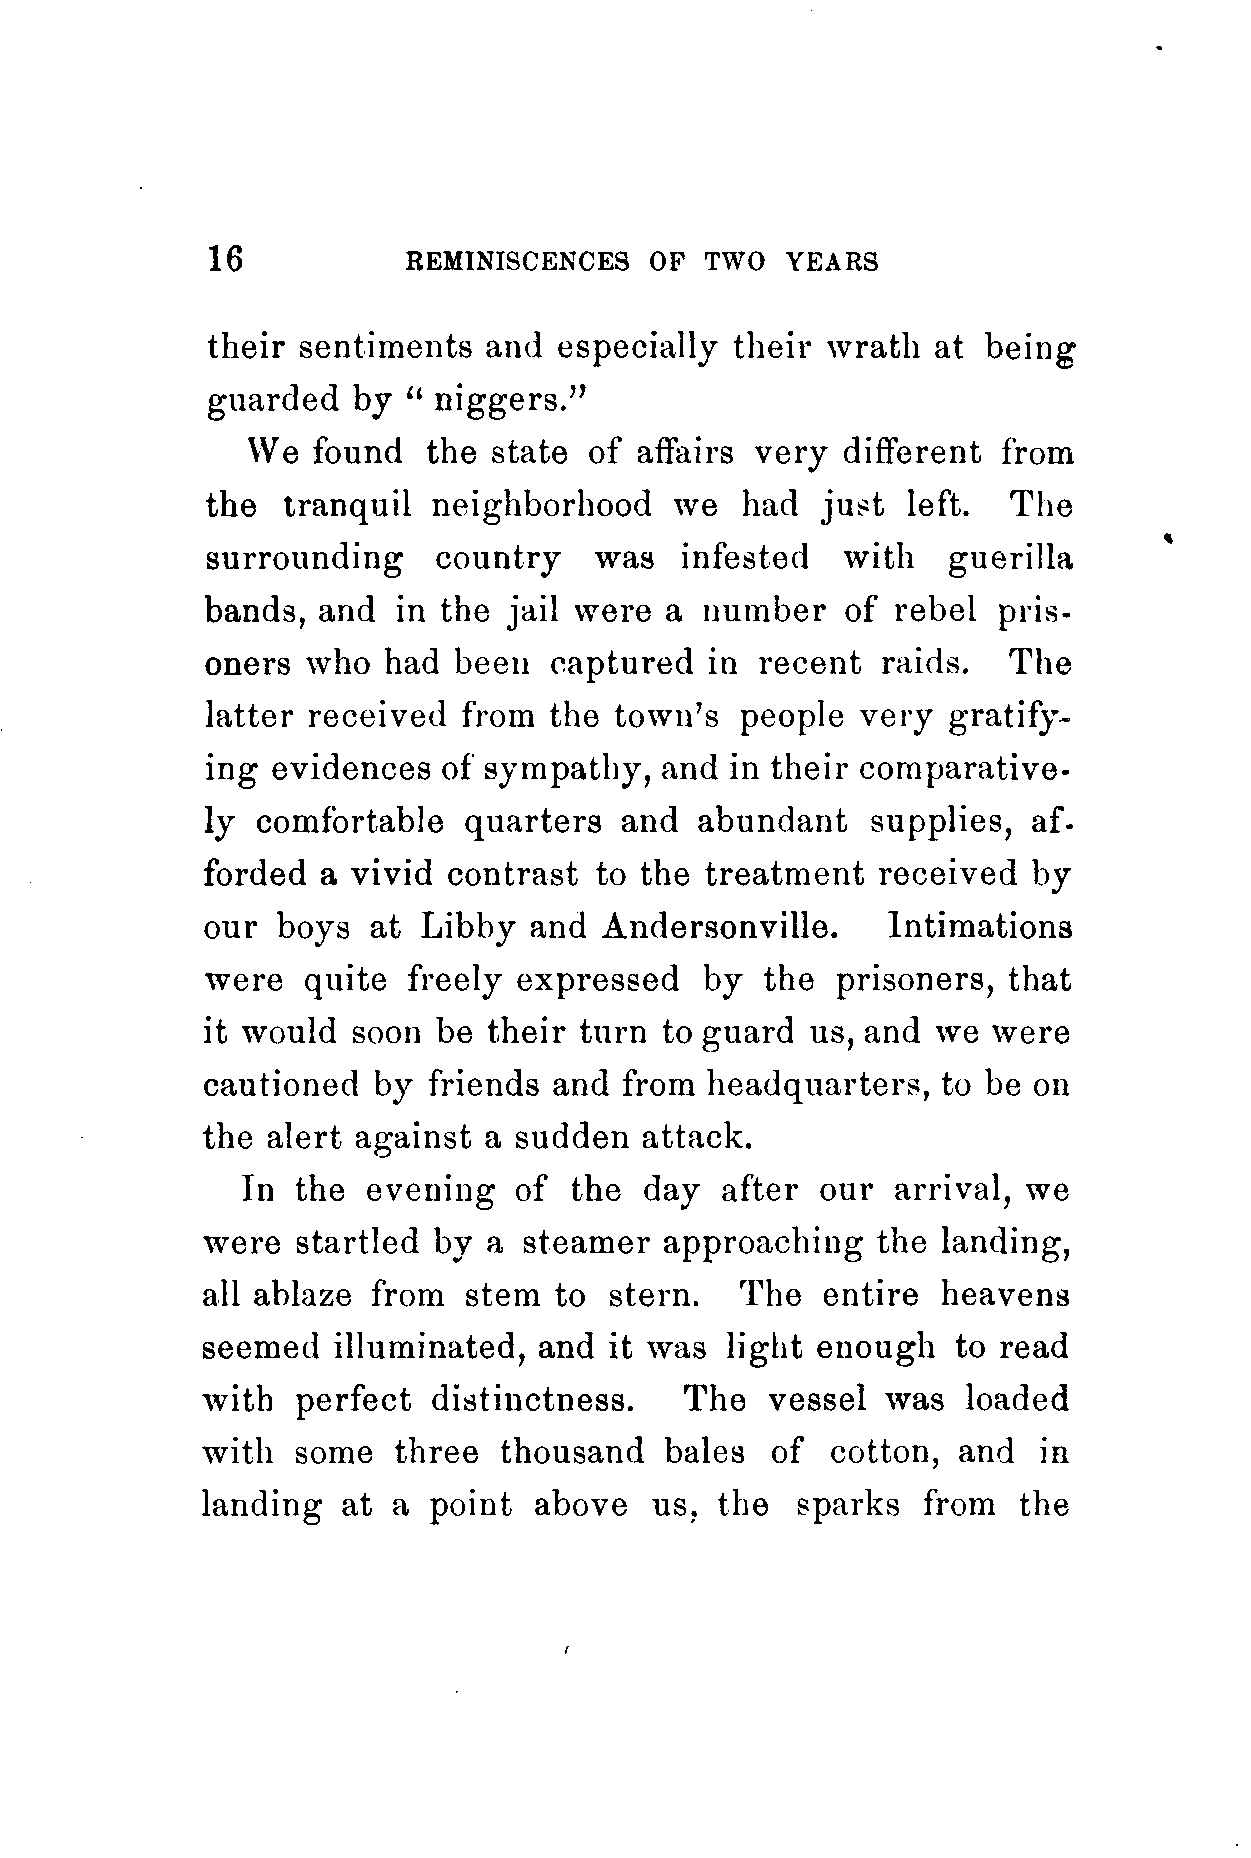 16 REMINISCENCES OF TWO YEARS
their sentiments and especially their wrath at being
guarded by “ niggers.”
We found the state of affairs very different from
the tranquil neighborhood we had just left. The
surrounding country was infested with guerilla
bands, and in the jail were a number of rebel pris-
oners who had been captured in recent raids. The
latter received from the town’s people very gratify-
ing evidences of sympathy, and in their comparative-
ly comfortable quarters and abundant supplies, af-
forded a vivid contrast to the treatment received by
our boys at Libby and Andersonville. Intimations
were quite freely expressed by the prisoners, that
it would soon be their turn to guard us, and we were
cautioned by friends and from headquarters, to be on
the alert against a sudden attack.
In the evening of the day after our arrival, we
were startled by a steamer approaching the landing,
all ablaze from stem to stern. The entire heavens
seemed illuminated, and it was light enough to read
with perfect distinctness. The vessel was loaded
with some three thousand bales of cotton, and in
landing at a point above us, the sparks from the